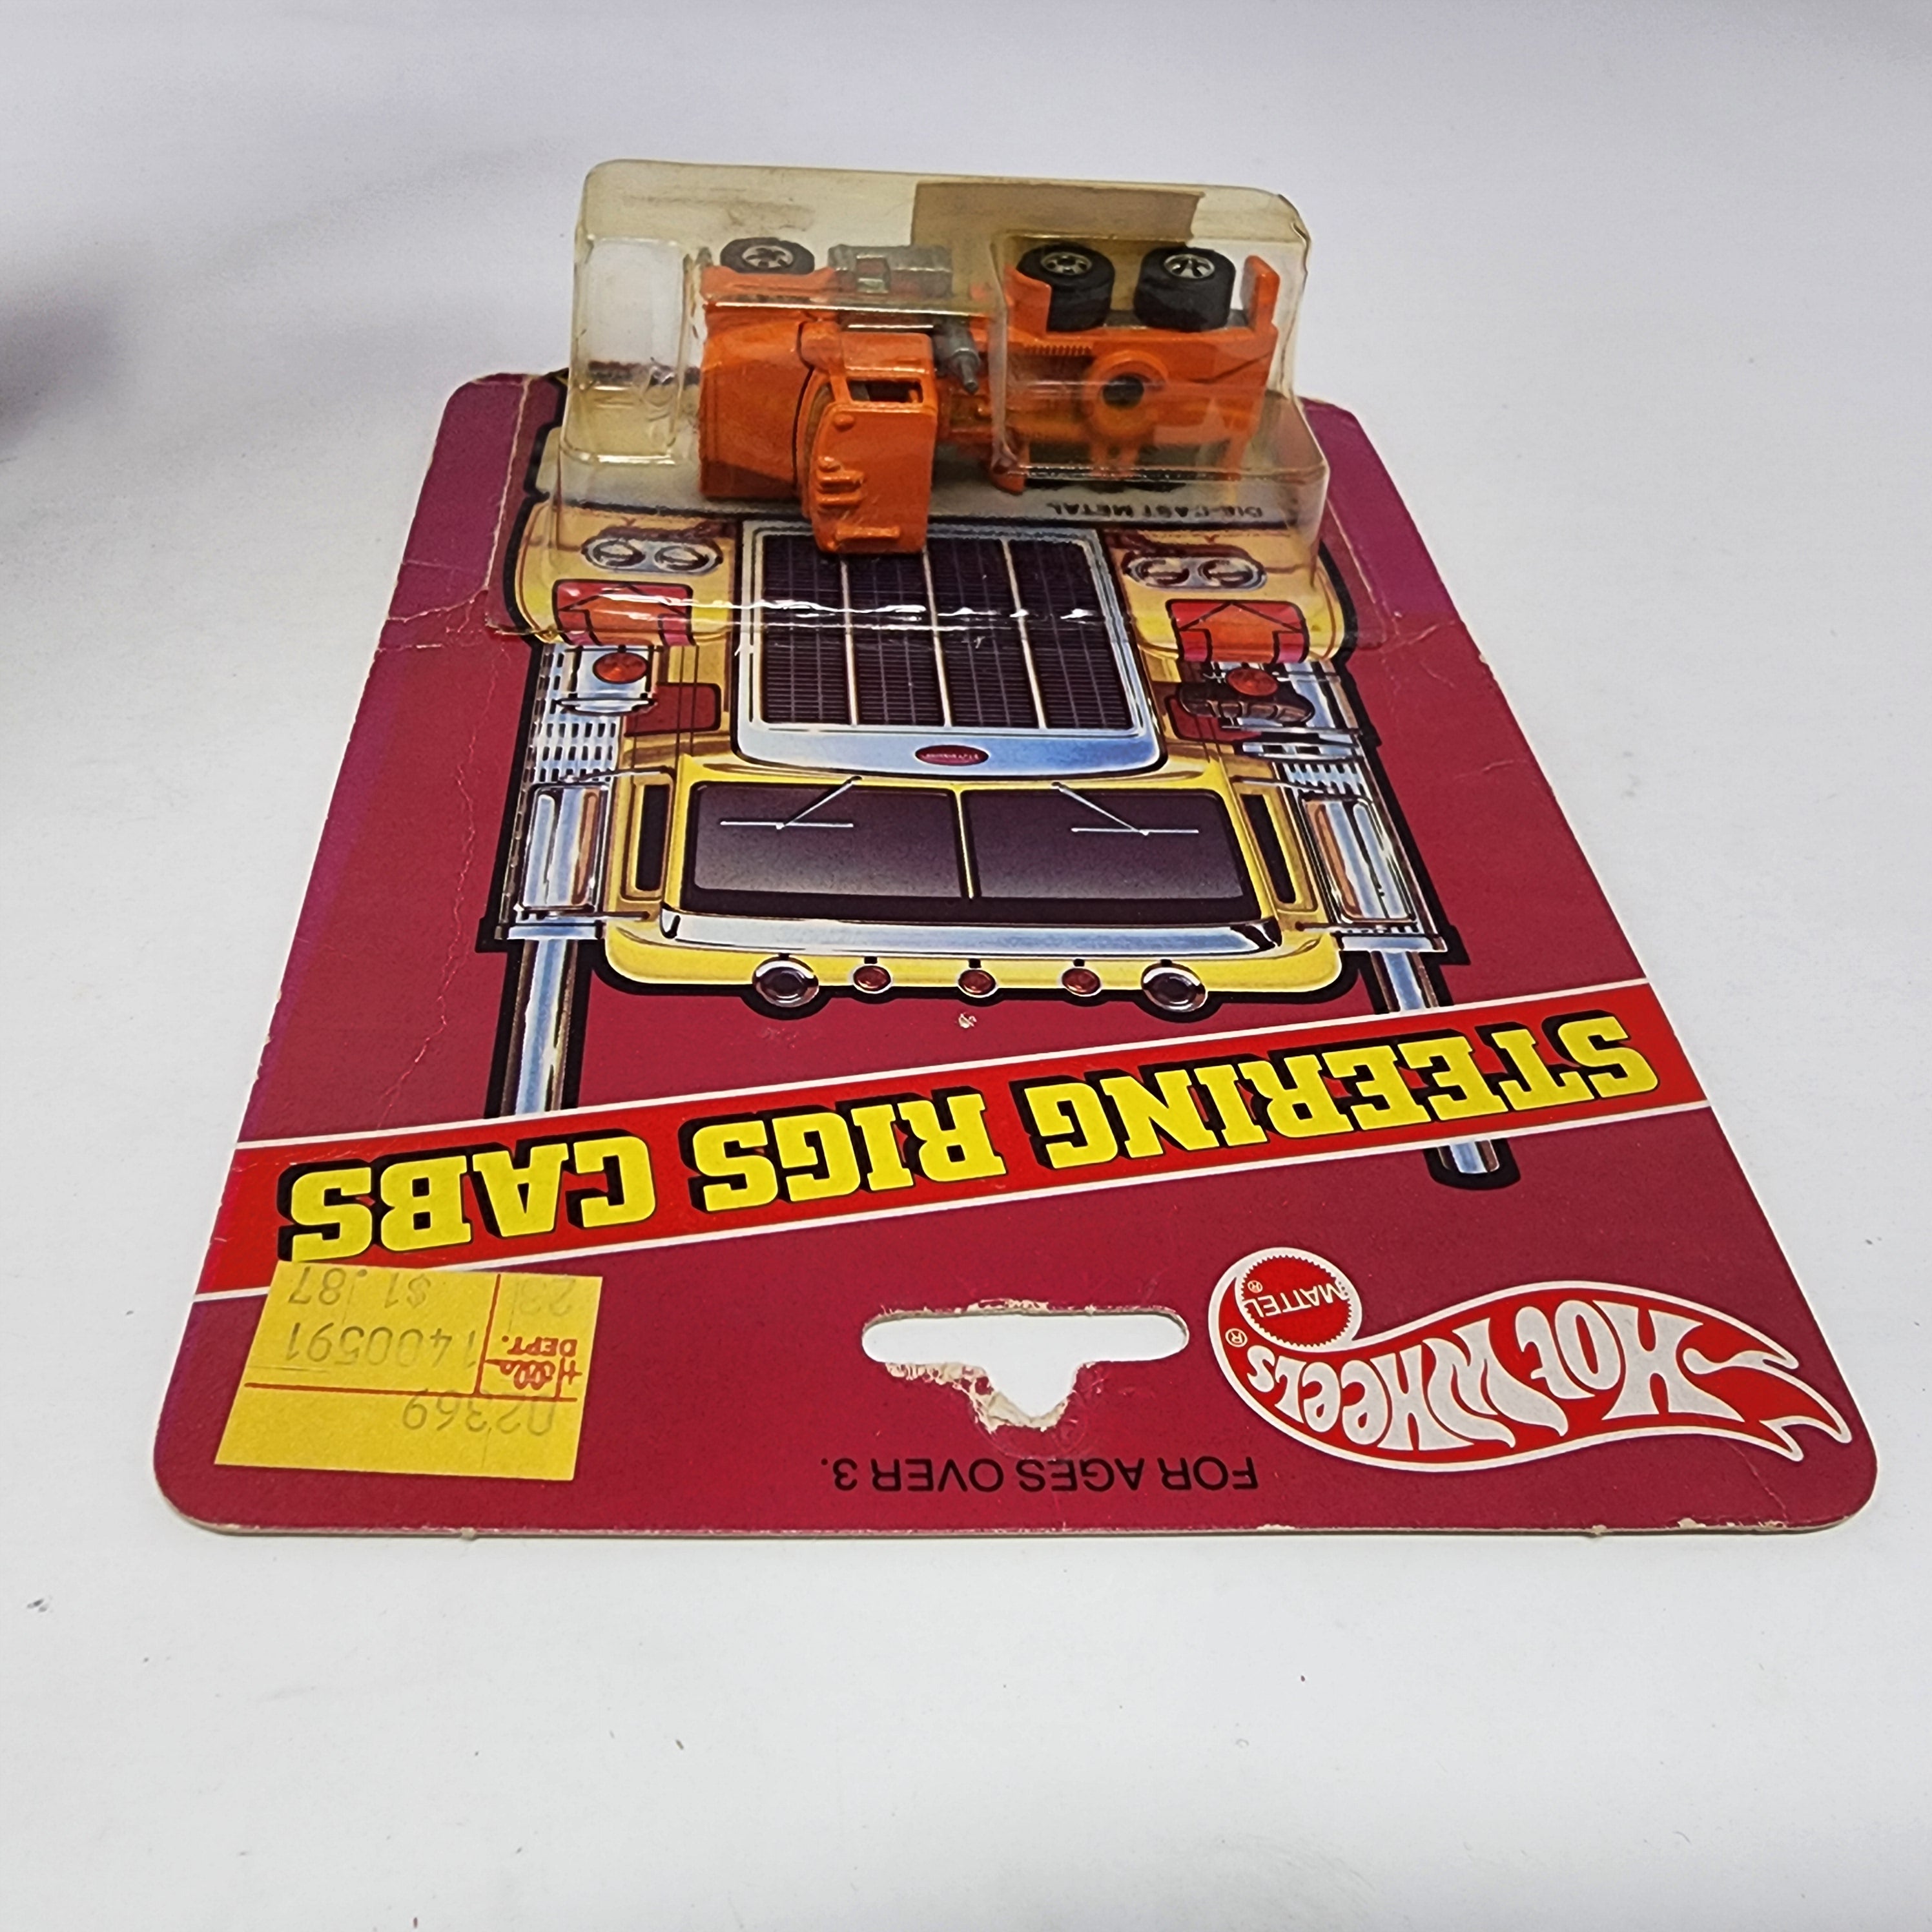 FOR AGES OVER 3.
HOT WHEELS®
MATTEL®
02369
Hills
DEPT.
1400591
23
$1.87
STEERING RIGS CABS
DIE-CAST METAL